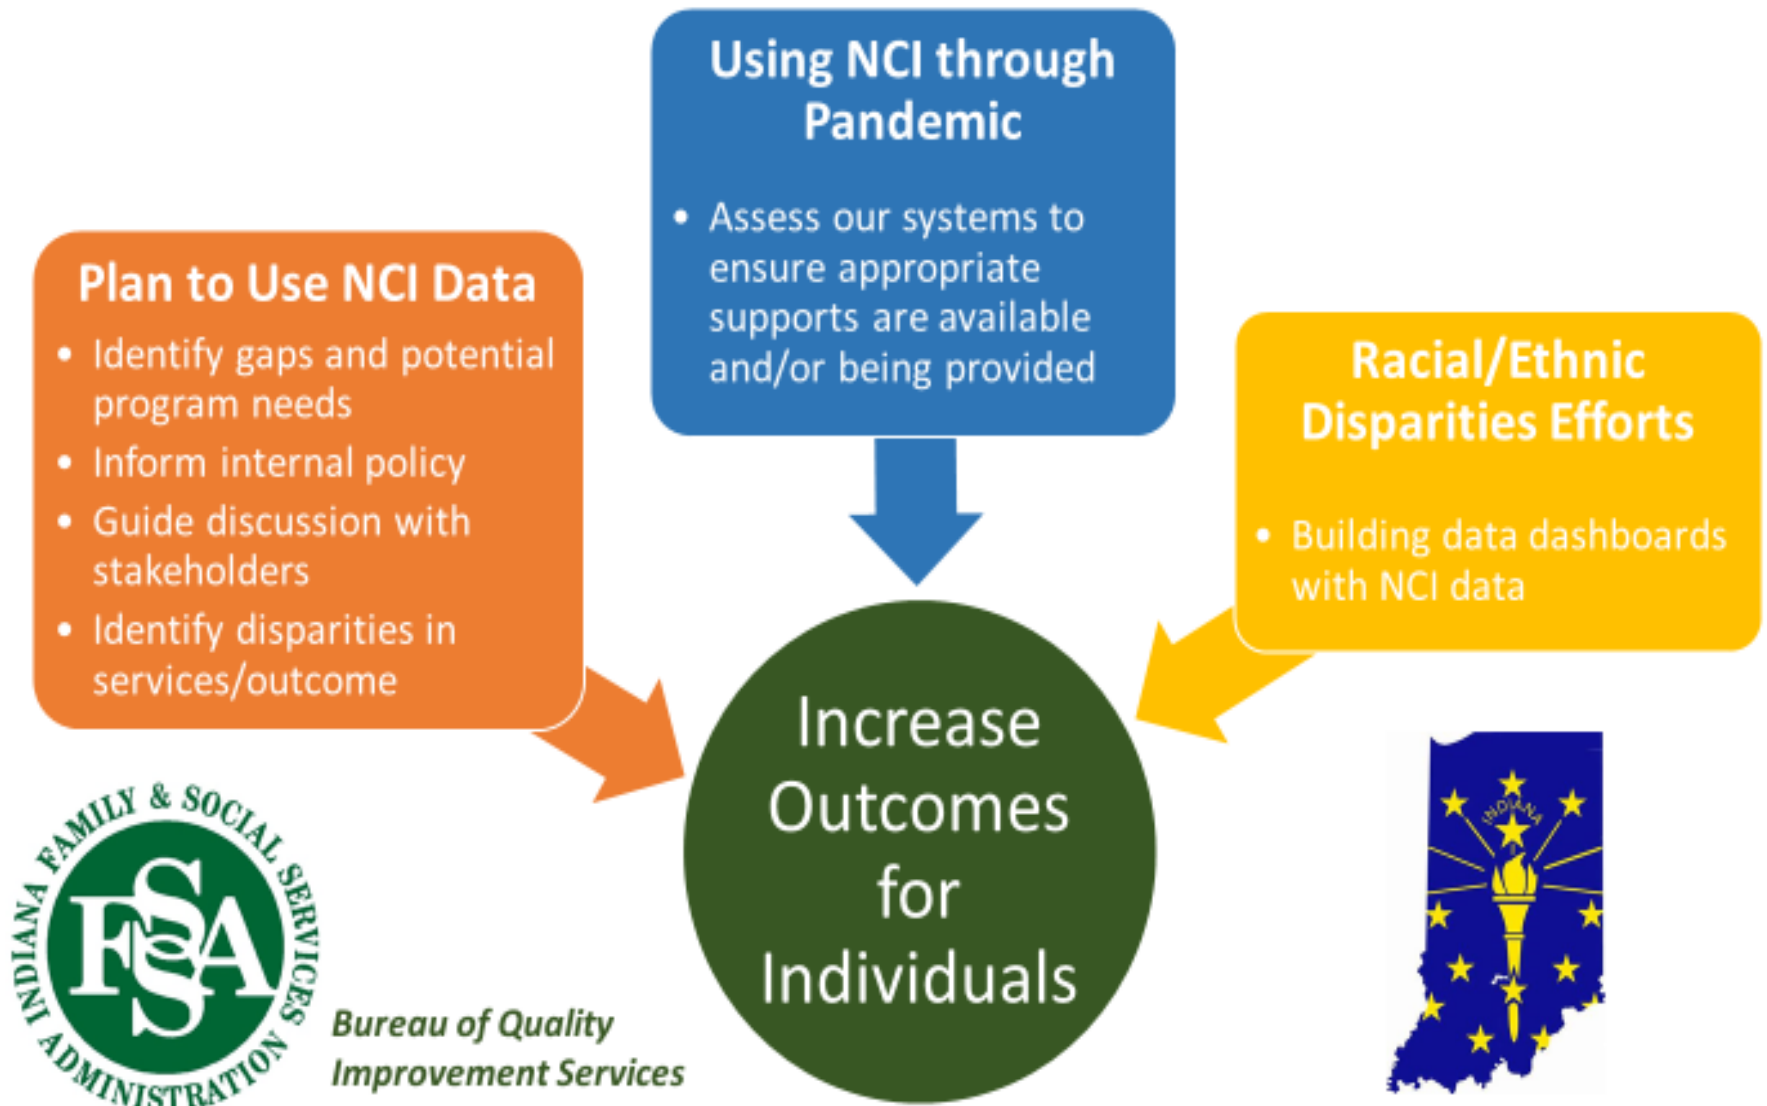 Using NCI through
Pandemic
• Assess our systems to
ensure appropriate
supports are available
and/or being provided
Plan to Use NCI Data
• Identify gaps and potential
program needs
• Inform internal policy
• Guide discussion with
stakeholders
• Identify disparities in
services/outcome
Racial/Ethnic
Disparities Efforts
• Building data dashboards
with NCI data
Increase
Outcomes
for
Individuals
INDIANA FAMILY & SOCIAL SERVICES ADMINISTRATION
FSSA
Bureau of Quality
Improvement Services
INDIANA